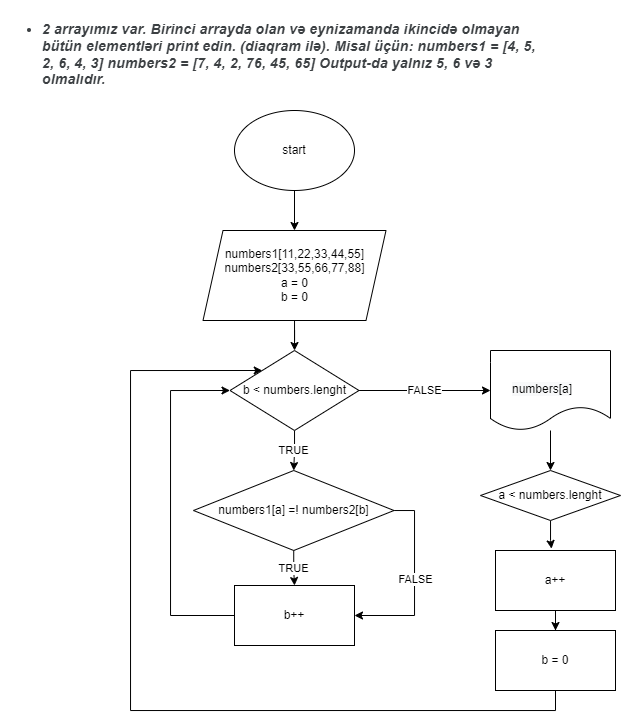 2 arrayımız var. Birinci arrayda olan və eynizamanda ikincidə olmayan
bütün elementləri print edin. (diaqram ilə). Misal üçün: numbers1 = [4, 5,
2, 6, 4, 3] numbers2 = [7, 4, 2, 76, 45, 65] Output-da yalnız 5, 6 və 3
olmalıdır.
start
numbers1[11,22,33,44,55]
numbers2[33,55,66,77,88]
a = 0
b = 0
b < numbers.lenght
FALSE
numbers[a]
TRUE
a < numbers.lenght
numbers1[a] =! numbers2[b]
TRUE
FALSE
a++
b++
b = 0